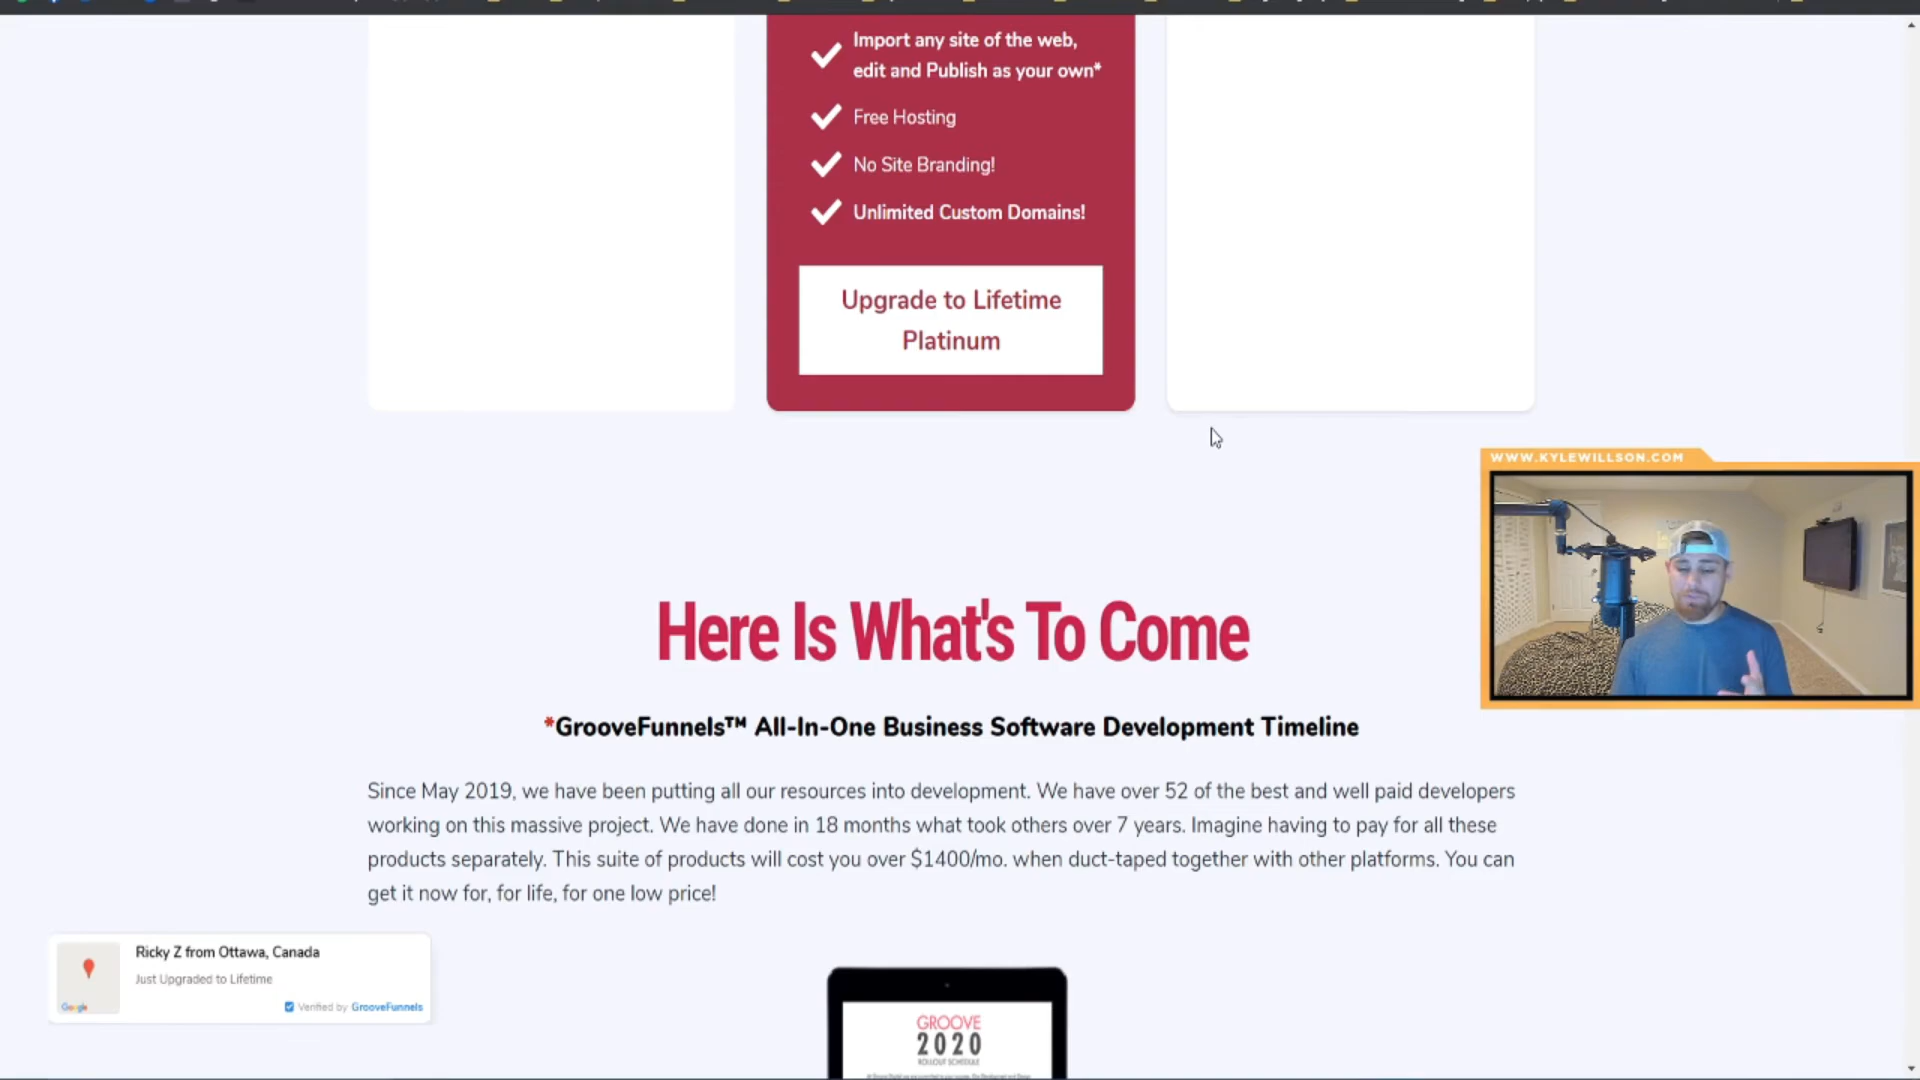 Import any site of the web,
edit and Publish as your own*
Free Hosting
No Site Branding!
Unlimited Custom Domains!
Upgrade to Lifetime
Platinum
WWW.KYLEWILLSON.COM
Here Is What's To Come
*GrooveFunnels™ All-In-One Business Software Development Timeline
Since May 2019, we have been putting all our resources into development. We have over 52 of the best and well paid developers
working on this massive project. We have done in 18 months what took others over 7 years. Imagine having to pay for all these
products separately. This suite of products will cost you over $1400/mo. when duct-taped together with other platforms. You can
get it now for, for life, for one low price!
Ricky Z from Ottawa, Canada
Just Upgraded to Lifetime
Google
Verified by GrooveFunnels
GROOVE
2020
ROLLOUT SCHEDULE